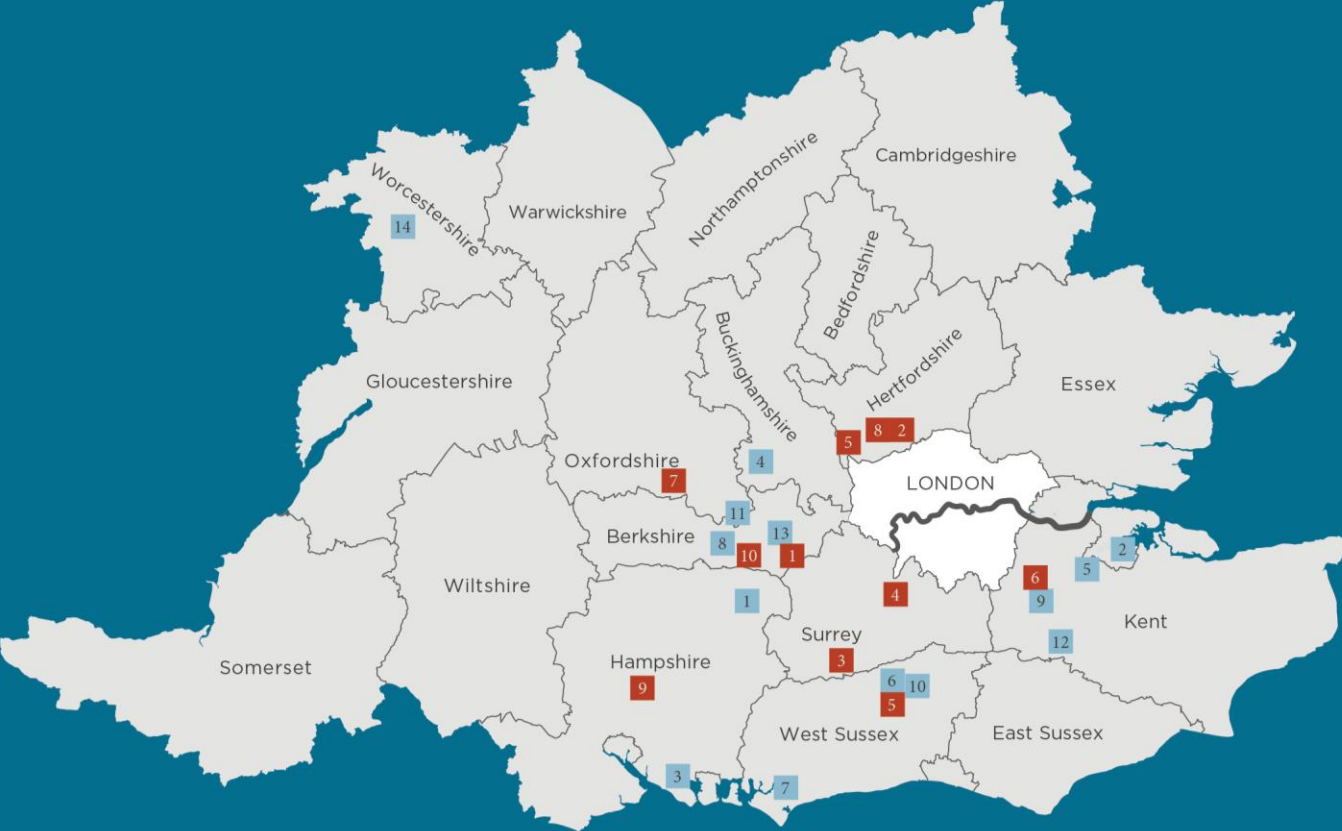 Cambridgeshire
Northamptonshire
Worcestershire
Warwickshire
14
Bedfordshire
Buckinghamshire
Hertfordshire
Gloucestershire
Essex
8 2
5
Oxfordshire
4
7
LONDON
11
Berkshire
8
13
10
1
2
5
6
Wiltshire
4
1
9
Kent
Surrey
12
Hampshire
3
Somerset
6
10
9
5
West Sussex
East Sussex
3
7